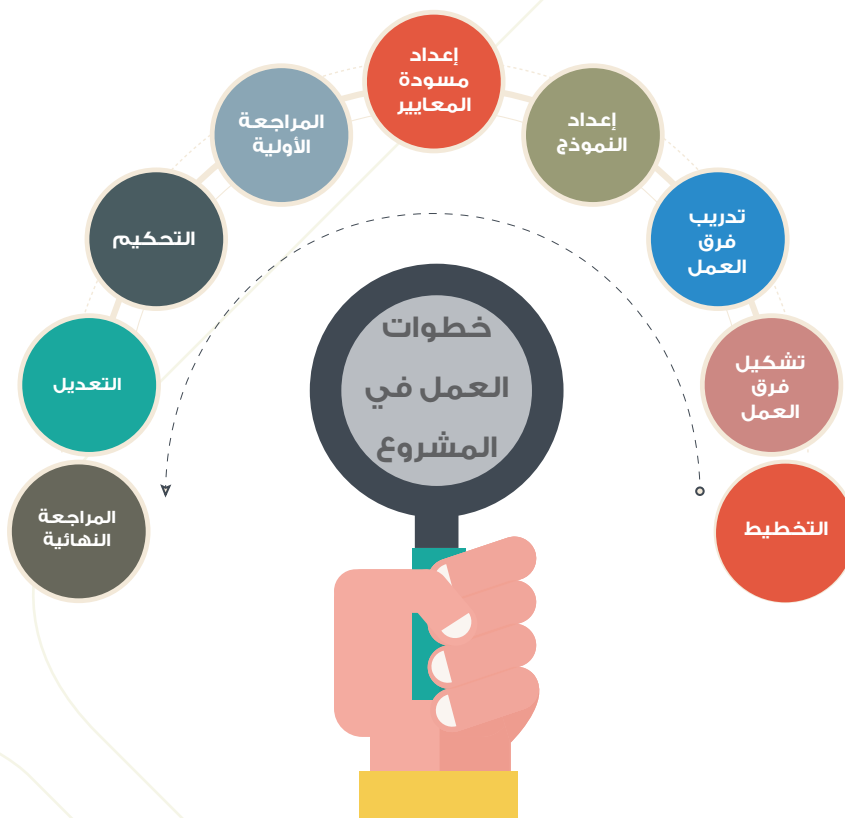 خطوات
العمل في
المشروع
التخطيط
تشكيل
فرق
العمل
تدريب
فرق
العمل
إعداد
النموذج
إعداد
مسودة
المعايير
المراجعة
الأولية
التحكيم
التعديل
المراجعة
النهائية